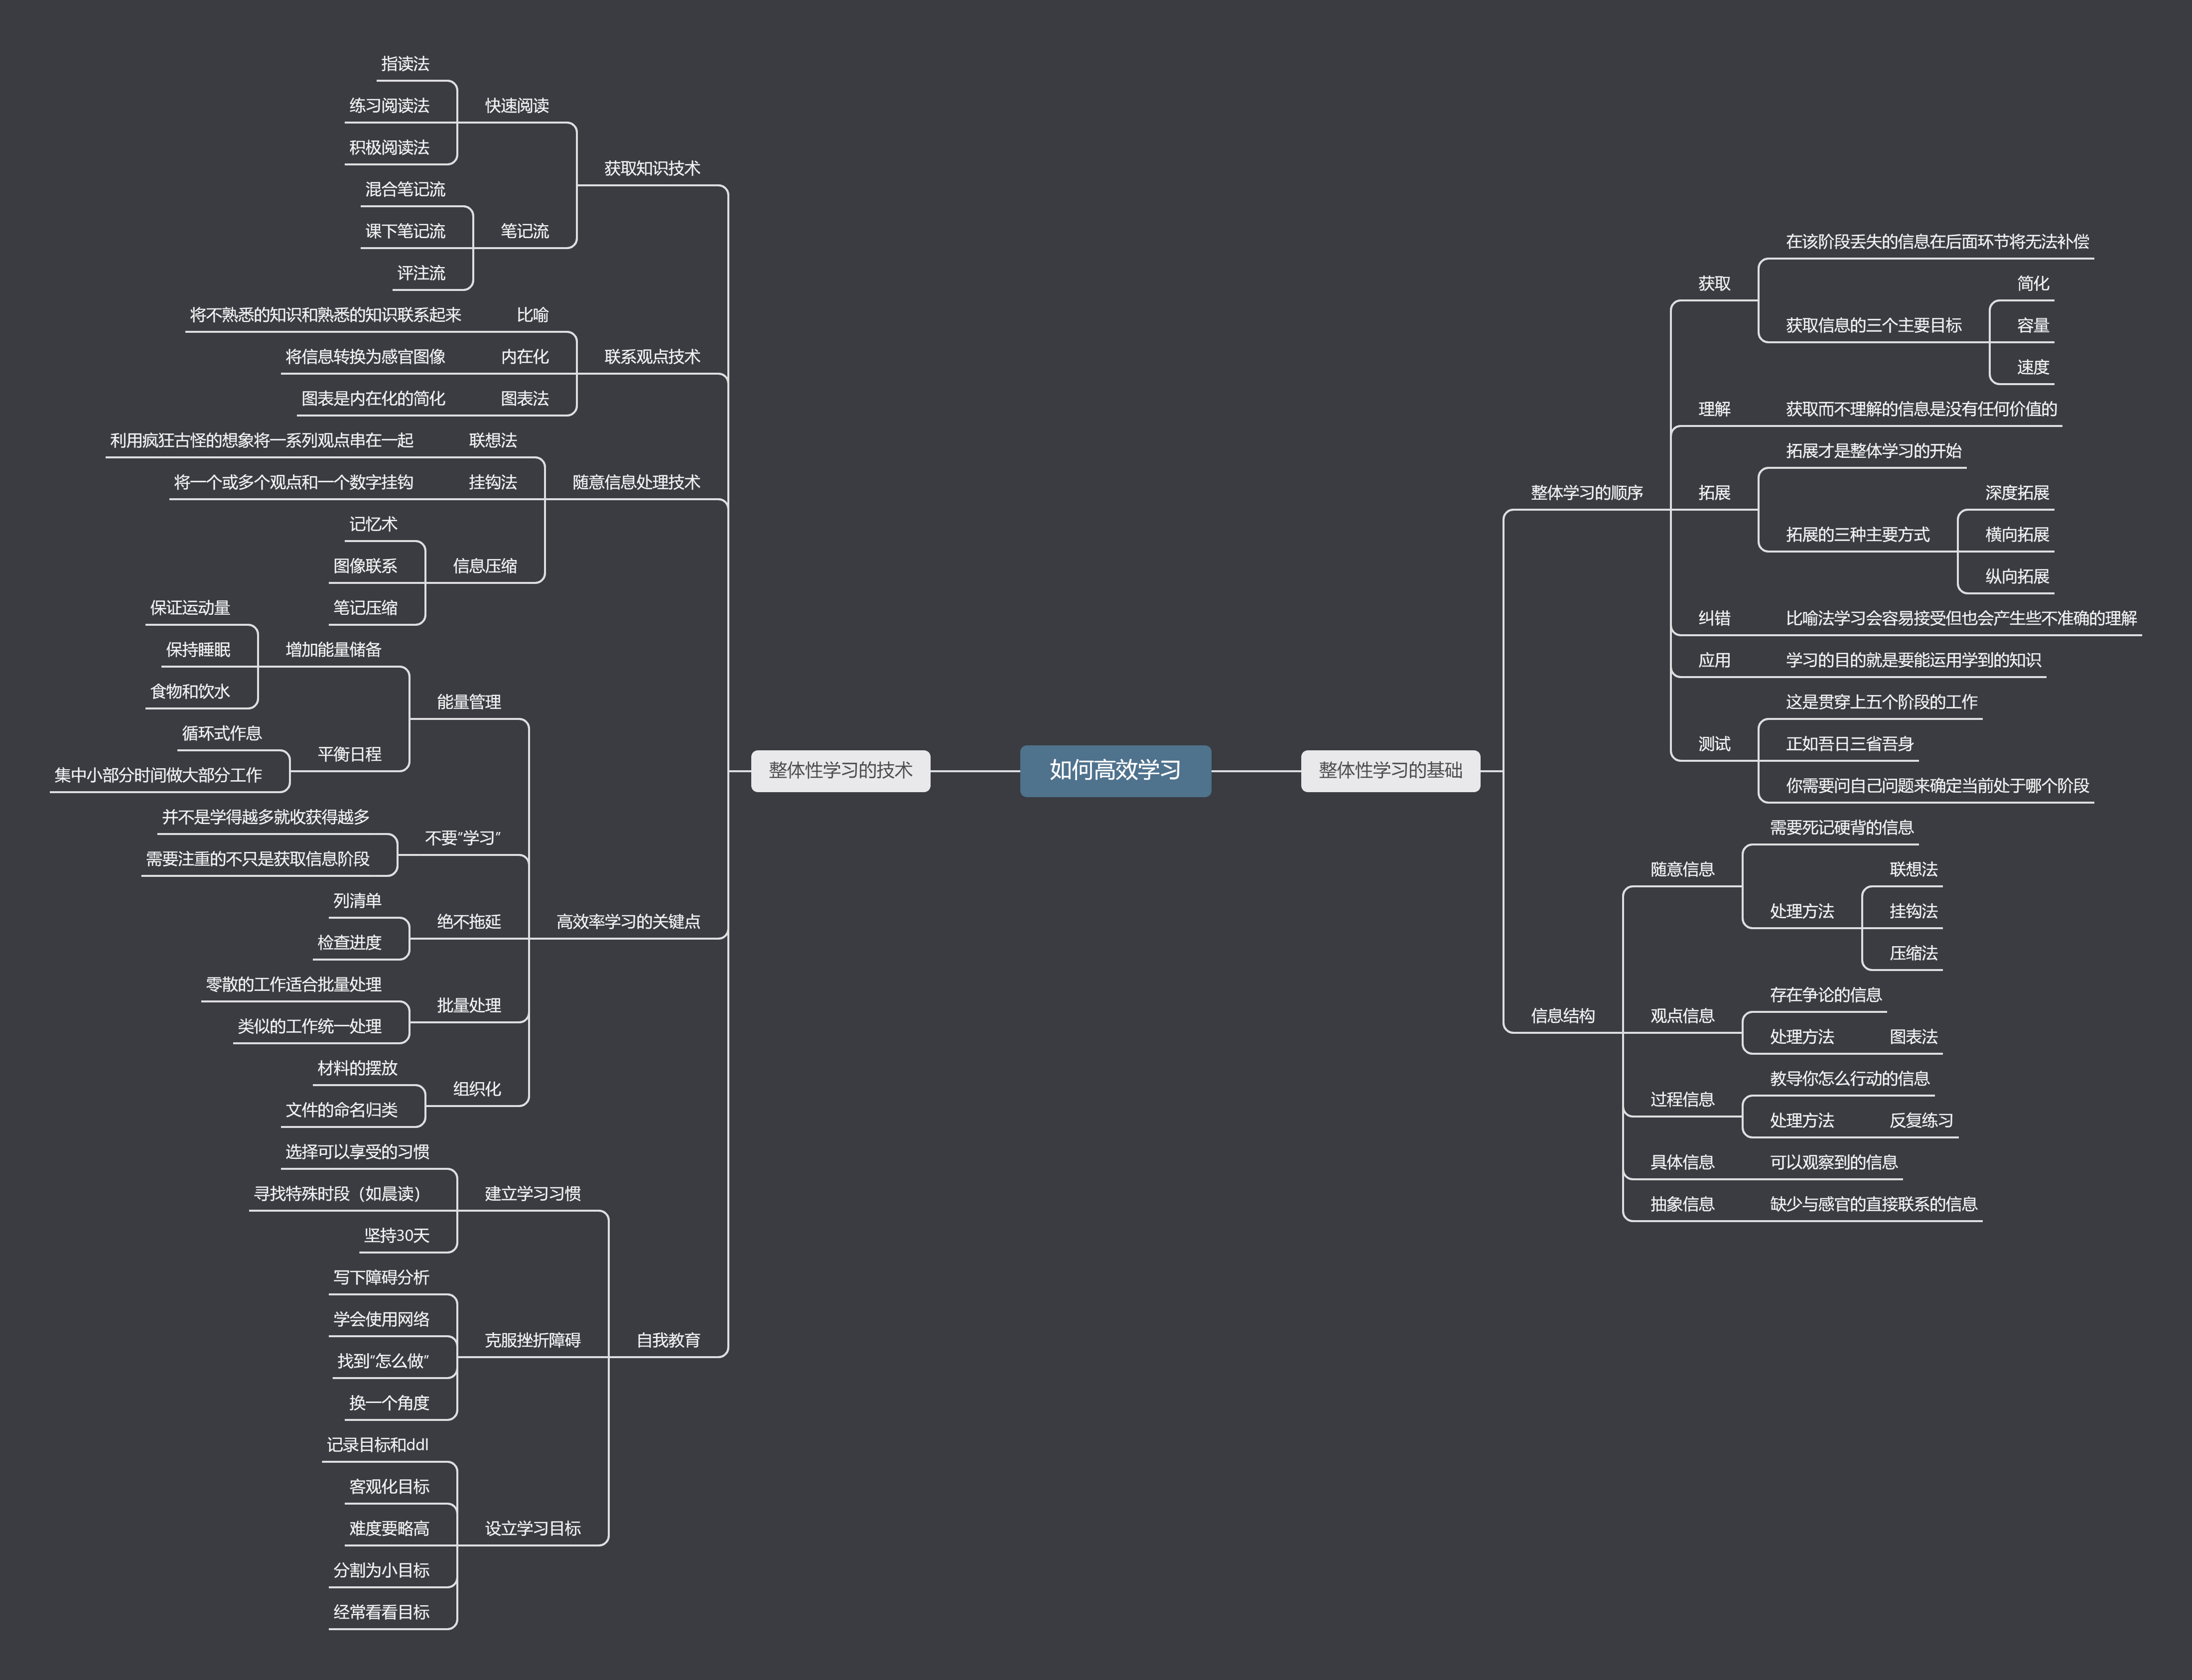 如何高效学习
整体性学习的基础
整体学习的顺序
获取
在该阶段丢失的信息在后面环节将无法补偿
获取信息的三个主要目标
简化
容量
速度
理解
获取而不理解的信息是没有任何价值的
拓展
拓展才是整体学习的开始
拓展的三种主要方式
深度拓展
横向拓展
纵向拓展
纠错
比喻法学习会容易接受但也会产生些不准确的理解
应用
学习的目的就是要能运用学到的知识
测试
这是贯穿上五个阶段的工作
正如吾日三省吾身
你需要问自己问题来确定当前处于哪个阶段
信息结构
随意信息
需要死记硬背的信息
处理方法
联想法
挂钩法
压缩法
观点信息
存在争论的信息
处理方法
图表法
过程信息
教导你怎么行动的信息
处理方法
反复练习
具体信息
可以观察到的信息
抽象信息
缺少与感官的直接联系的信息
整体性学习的技术
获取知识技术
快速阅读
指读法
练习阅读法
积极阅读法
笔记流
混合笔记流
课下笔记流
评注流
联系观点技术
比喻
将不熟悉的知识和熟悉的知识联系起来
内在化
将信息转换为感官图像
图表法
图表是内在化的简化
随意信息处理技术
联想法
利用疯狂古怪的想象将一系列观点串在一起
挂钩法
将一个或多个观点和一个数字挂钩
信息压缩
记忆术
图像联系
笔记压缩
高效率学习的关键点
能量管理
增加能量储备
保证运动量
保持睡眠
食物和饮水
平衡日程
循环式作息
集中小部分时间做大部分工作
不要“学习”
并不是学得越多就收获得越多
需要注重的不只是获取信息阶段
绝不拖延
列清单
检查进度
批量处理
零散的工作适合批量处理
类似的工作统一处理
组织化
材料的摆放
文件的命名归类
自我教育
建立学习习惯
选择可以享受的习惯
寻找特殊时段（如晨读）
坚持30天
克服挫折障碍
写下障碍分析
学会使用网络
找到“怎么做”
换一个角度
设立学习目标
记录目标和ddl
客观化目标
难度要略高
分割为小目标
经常看看目标